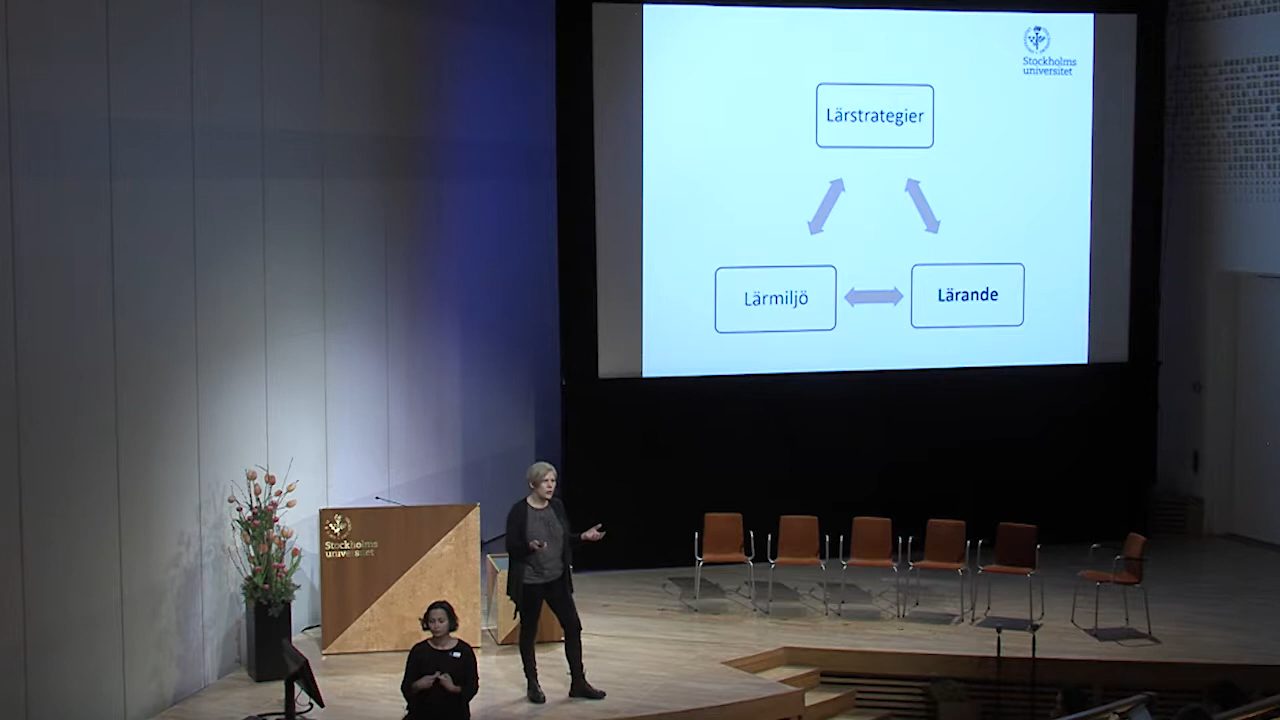 Stockholms
universitet
Lärstrategier
Lärmiljö
Lärande
Stockholms
universitet